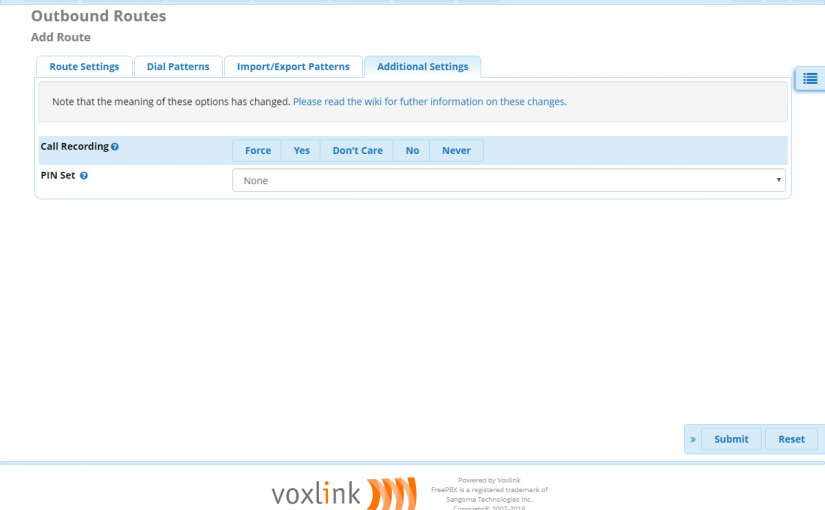 Outbound Routes
Add Route
Route Settings Dial Patterns Import/Export Patterns Additional Settings
Note that the meaning of these options has changed. Please read the wiki for futher information on these changes.
Call Recording Force Yes Don't Care No Never
PIN Set None
» Submit Reset
voxlink
Powered by Voxlink
FreePBX is a registered trademark of
Sangoma Technologies Inc.
Copyright© 2007-2018